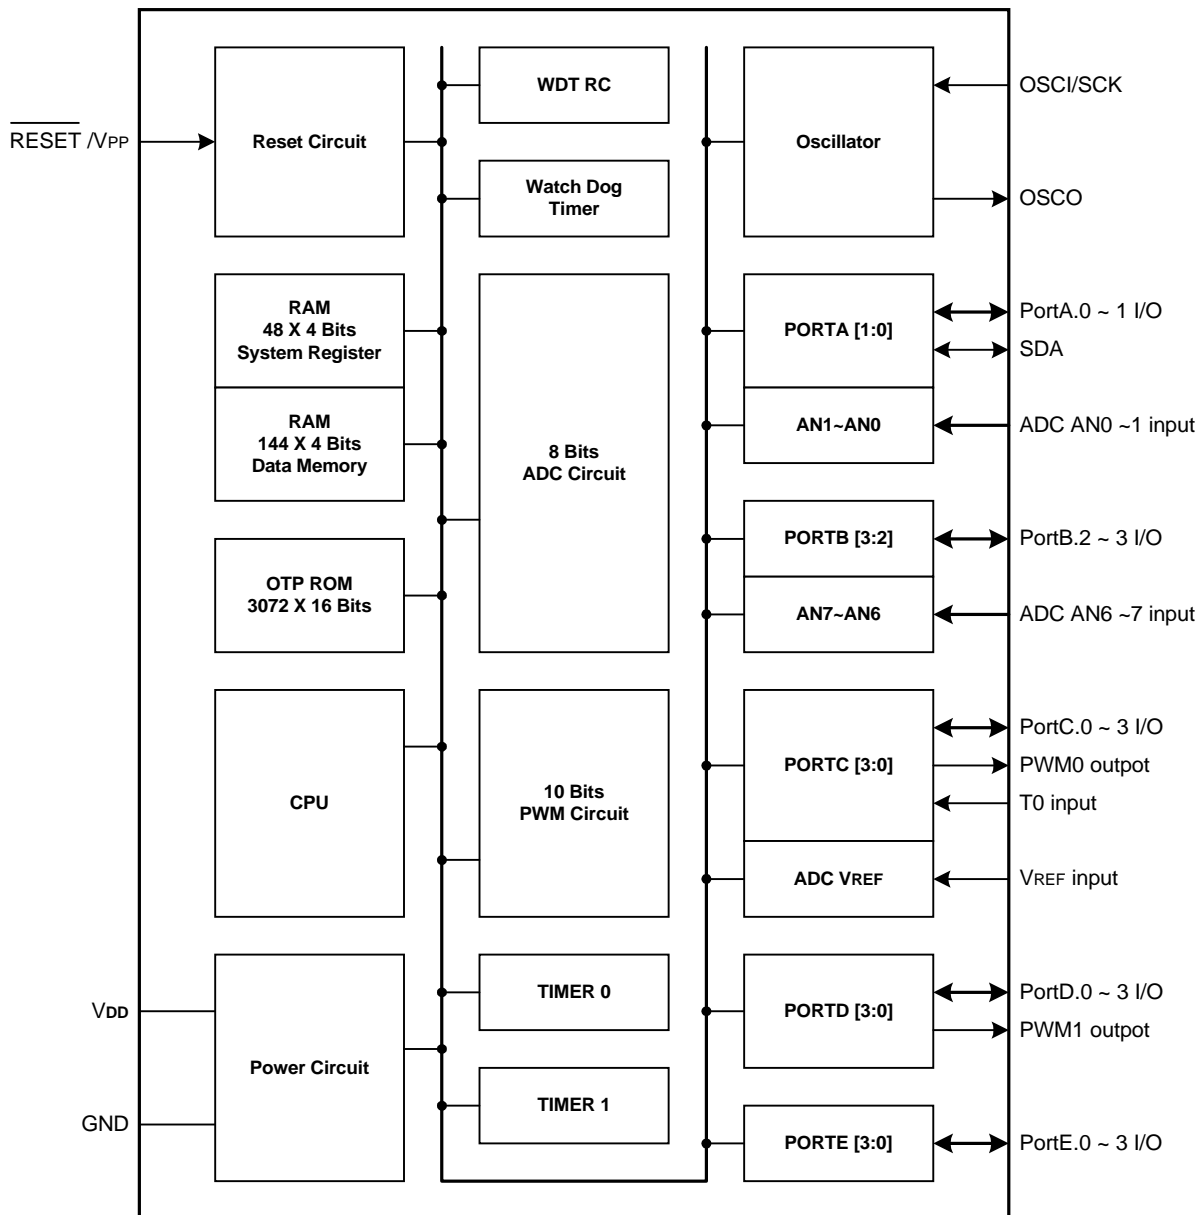 RESET /VPP
VDD
GND
Reset Circuit
RAM
48 X 4 Bits
System Register
RAM
144 X 4 Bits
Data Memory
OTP ROM
3072 X 16 Bits
CPU
Power Circuit
WDT RC
Watch Dog
Timer
8 Bits
ADC Circuit
10 Bits
PWM Circuit
TIMER 0
TIMER 1
Oscillator
PORTA [1:0]
AN1~AN0
PORTB [3:2]
AN7~AN6
PORTC [3:0]
ADC VREF
PORTD [3:0]
PORTE [3:0]
OSCI/SCK
OSCO
PortA.0 ~ 1 I/O
SDA
ADC AN0 ~1 input
PortB.2 ~ 3 I/O
ADC AN6 ~7 input
PortC.0 ~ 3 I/O
PWM0 outpot
T0 input
VREF input
PortD.0 ~ 3 I/O
PWM1 outpot
PortE.0 ~ 3 I/O